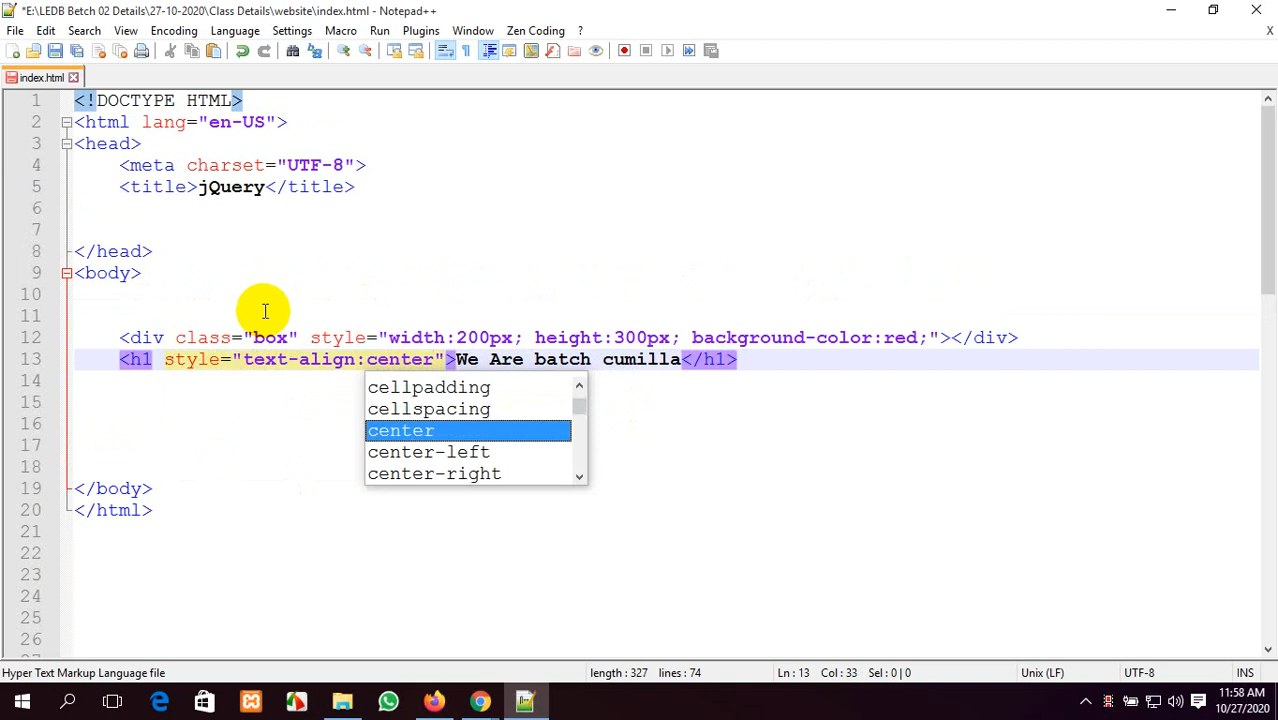 *E:\LEDB Betch 02 Details\27-10-2020\Class Details\website\index.html - Notepad++
File Edit Search View Encoding Language Settings Macro Run Plugins Window Zen Coding ? X
index.html
1 <!DOCTYPE HTML>
2 <html lang="en-US">
3 <head>
4 <meta charset="UTF-8">
5 <title>jQuery</title>
6
7
8 </head>
9 <body>
10
11
12 <div class="box" style="width:200px; height:300px; background-color:red;"></div>
13 <h1 style="text-align:center">We Are batch cumilla</h1>
14
cellpadding
15
cellspacing
16
center
17
center-left
18
center-right
19 </body>
20 </html>
21
22
23
24
25
26
Hyper Text Markup Language file length : 327 lines : 74 Ln : 13 Col : 33 Sel : 0 | 0 Unix (LF) UTF-8 INS
11:58 AM
10/27/2020